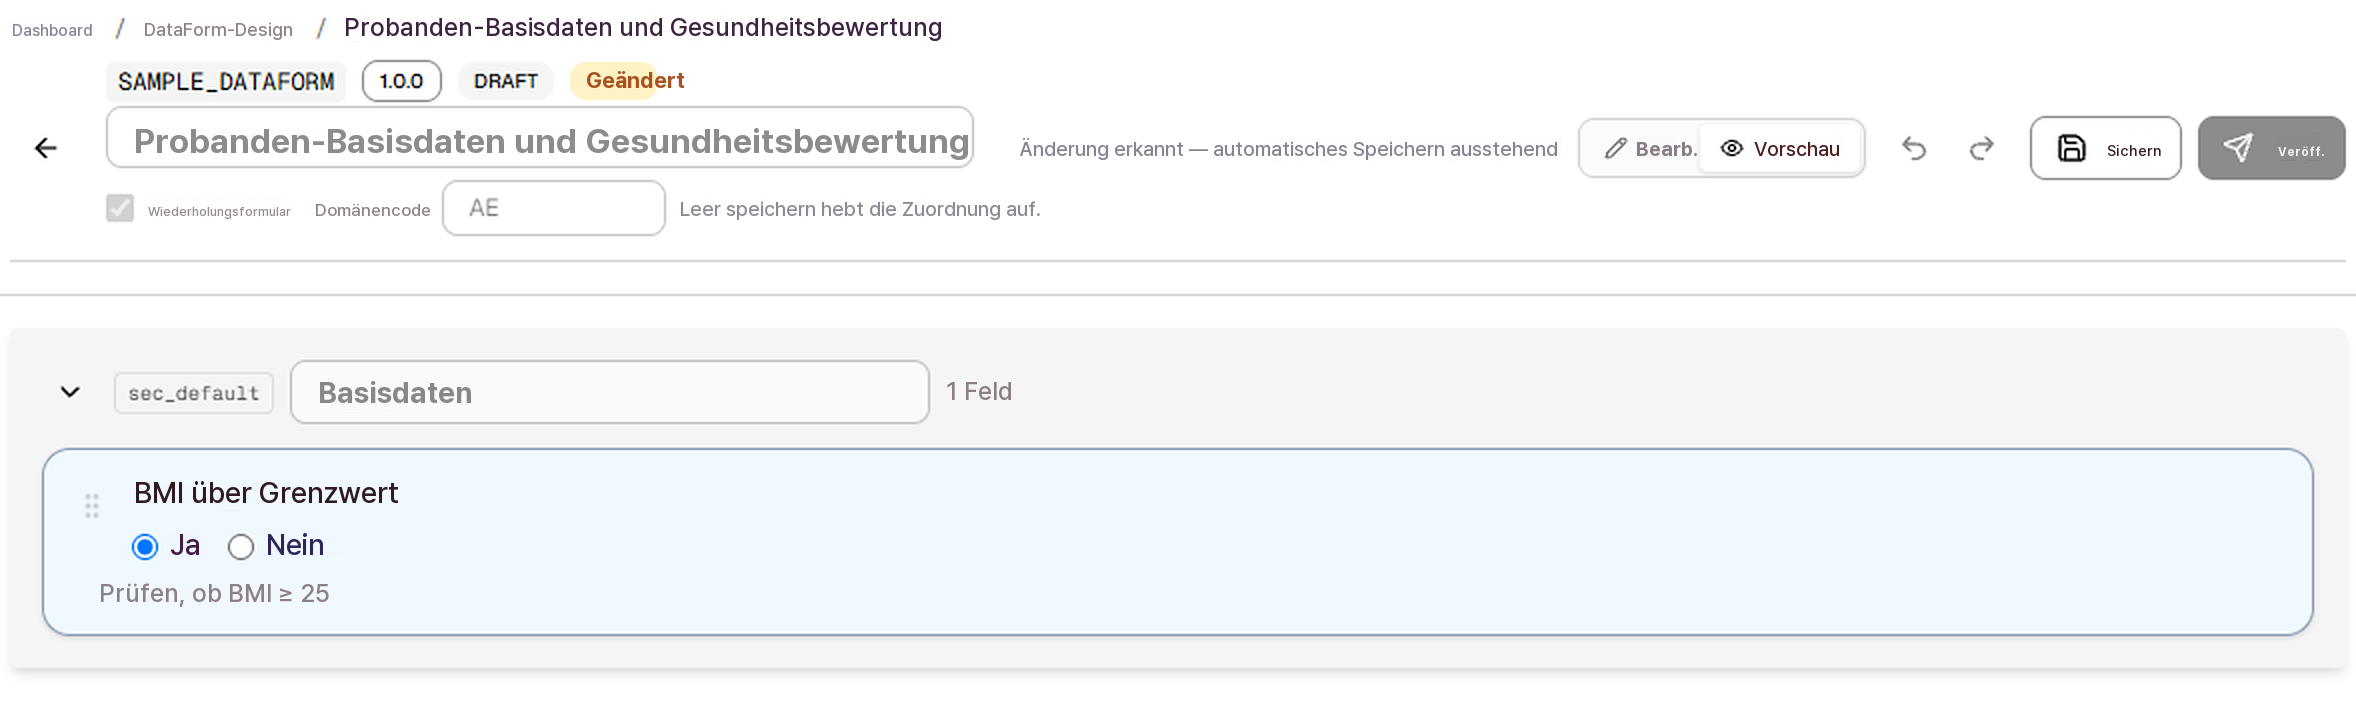 Dashboard / DataForm-Design / Probanden-Basisdaten und Gesundheitsbewertung
SAMPLE_DATAFORM 1.0.0 DRAFT Geändert
Probanden-Basisdaten und Gesundheitsbewertung
Änderung erkannt — automatisches Speichern ausstehend Bearb. Vorschau Sichern Veröff.
Wiederholungsformular Domänencode AE Leer speichern hebt die Zuordnung auf.
sec_default Basisdaten 1 Feld
BMI über Grenzwert
Ja Nein
Prüfen, ob BMI ≥ 25